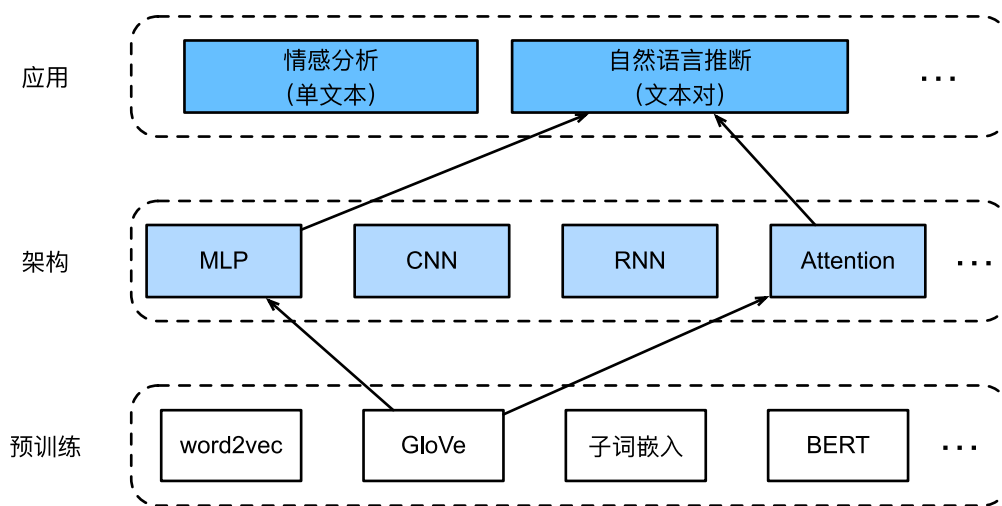 应用
情感分析
(单文本)
自然语言推断
(文本对)
...
架构
MLP
CNN
RNN
Attention
...
预训练
word2vec
GloVe
子词嵌入
BERT
...